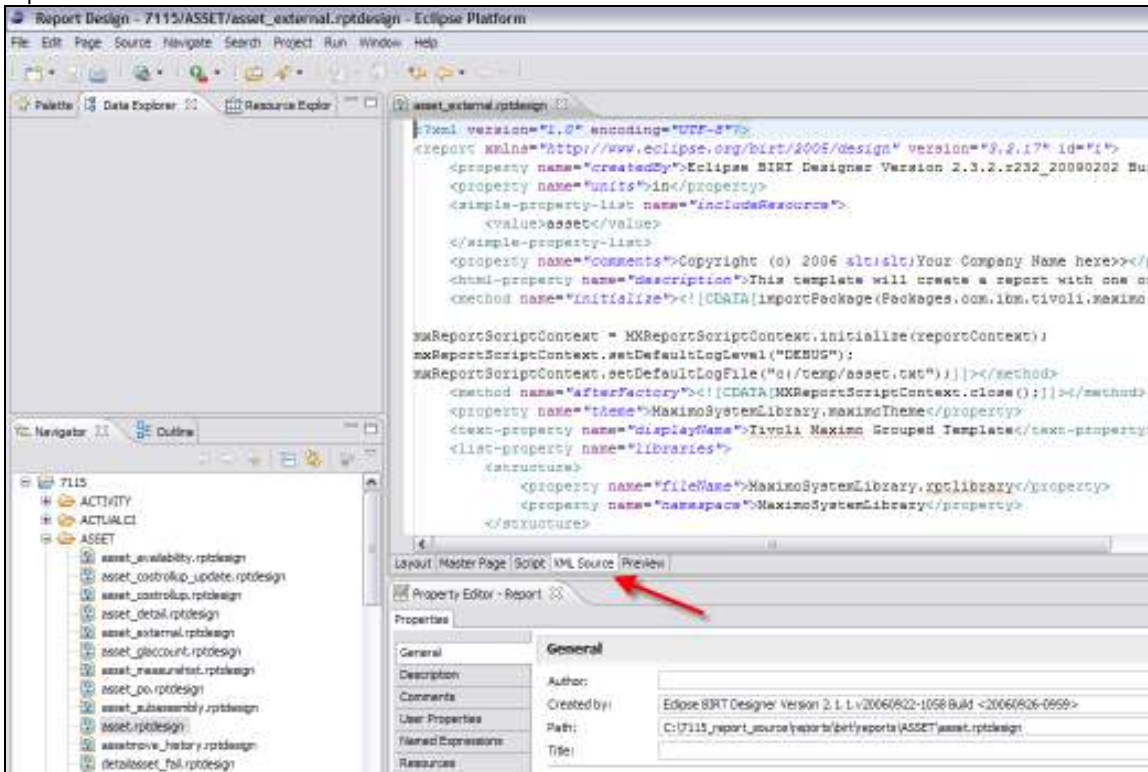 Report Design - 7115/ASSET/asset_external.rptdesign - Eclipse Platform
File Edit Page Source Navigate Search Project Run Window Help
Palette Data Explorer Resource Explor
asset_external.rptdesign
<?xml version="1.0" encoding="UTF-8"?>
<report xmlns="http://www.eclipse.org/birt/2005/design" version="3.2.17" id="1">
<property name="createdBy">Eclipse BIRT Designer Version 2.3.2.r232_20090202 Bui
<property name="units">in</property>
<simple-property-list name="includeResource">
<value>asset</value>
</simple-property-list>
<property name="comments">Copyright (c) 2006 &lt;&lt;Your Company Name here>></p
<html-property name="description">This template will create a report with one o
<method name="initialize"><![CDATA[importPackage(Packages.com.ibm.tivoli.maximo
mxReportScriptContext = MXReportScriptContext.initialize(reportContext);
mxReportScriptContext.setDefaultLogLevel("DEBUG");
mxReportScriptContext.setDefaultLogFile("c:/temp/asset.txt");]]></method>
<method name="afterFactory"><![CDATA[MXReportScriptContext.close();]]></method>
<property name="theme">MaximoSystemLibrary.maximoTheme</property>
<text-property name="displayName">Tivoli Maximo Grouped Template</text-property
<list-property name="libraries">
<structure>
<property name="fileName">MaximoSystemLibrary.rptlibrary</property>
<property name="namespace">MaximoSystemLibrary</property>
</structure>
Navigator Outline
7115
ACTIVITY
ACTUALCI
ASSET
asset_availability.rptdesign
asset_costrollup_update.rptdesign
asset_costrollup.rptdesign
asset_detail.rptdesign
asset_external.rptdesign
asset_glaccount.rptdesign
asset_measurehist.rptdesign
asset_po.rptdesign
asset_subassembly.rptdesign
asset.rptdesign
assetmove_history.rptdesign
detailasset_fail.rptdesign
Layout Master Page Script XML Source Preview
Property Editor - Report
Properties
General
Description
Comments
User Properties
Named Expressions
Resources
General
Author:
Created by: Eclipse BIRT Designer Version 2.1.1.v20060922-1058 Build <20060926-0959>
Path: C:\7115_report_source\reports\birt\reports\ASSET\asset.rptdesign
Title: